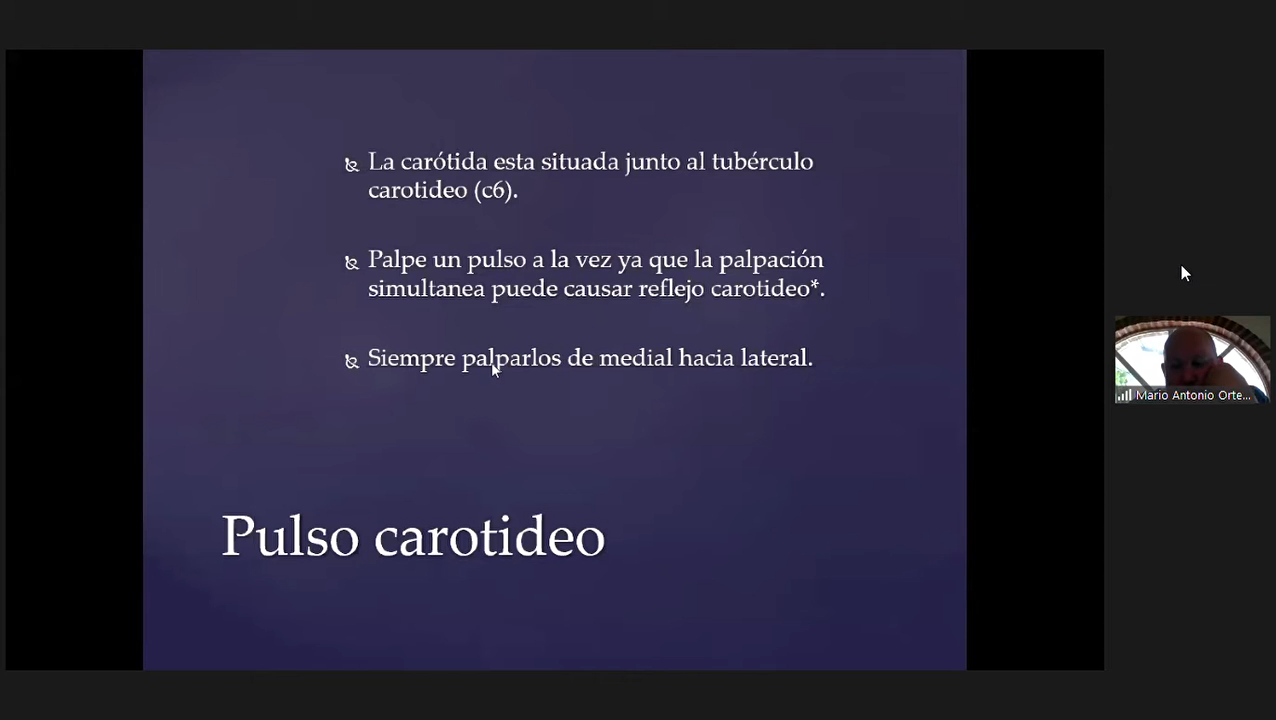 La carótida esta situada junto al tubérculo
carotideo (c6).
Palpe un pulso a la vez ya que la palpación
simultanea puede causar reflejo carotideo*.
Siempre palparlos de medial hacia lateral.
Pulso carotideo
Mario Antonio Orte...